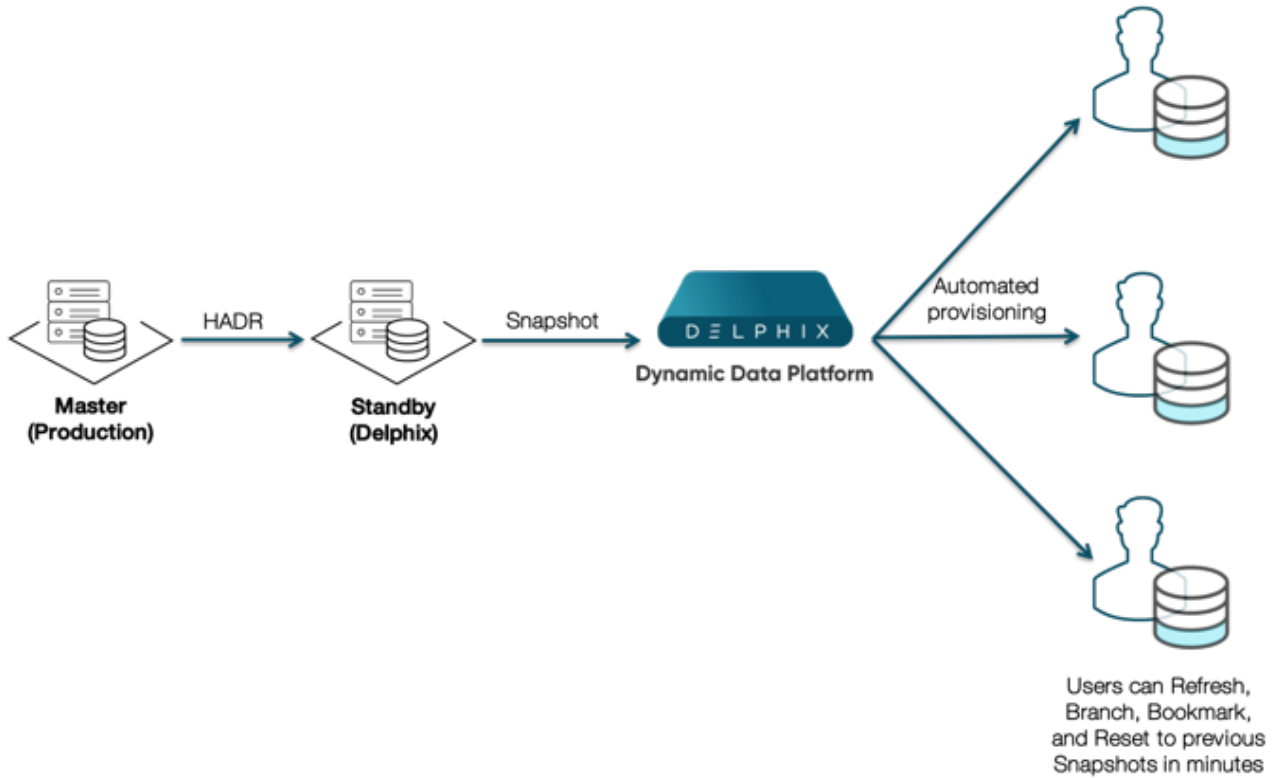 HADR
Snapshot
DELPHIX
Dynamic Data Platform
Automated
provisioning
Master
(Production)
Standby
(Delphix)
Users can Refresh,
Branch, Bookmark,
and Reset to previous
Snapshots in minutes